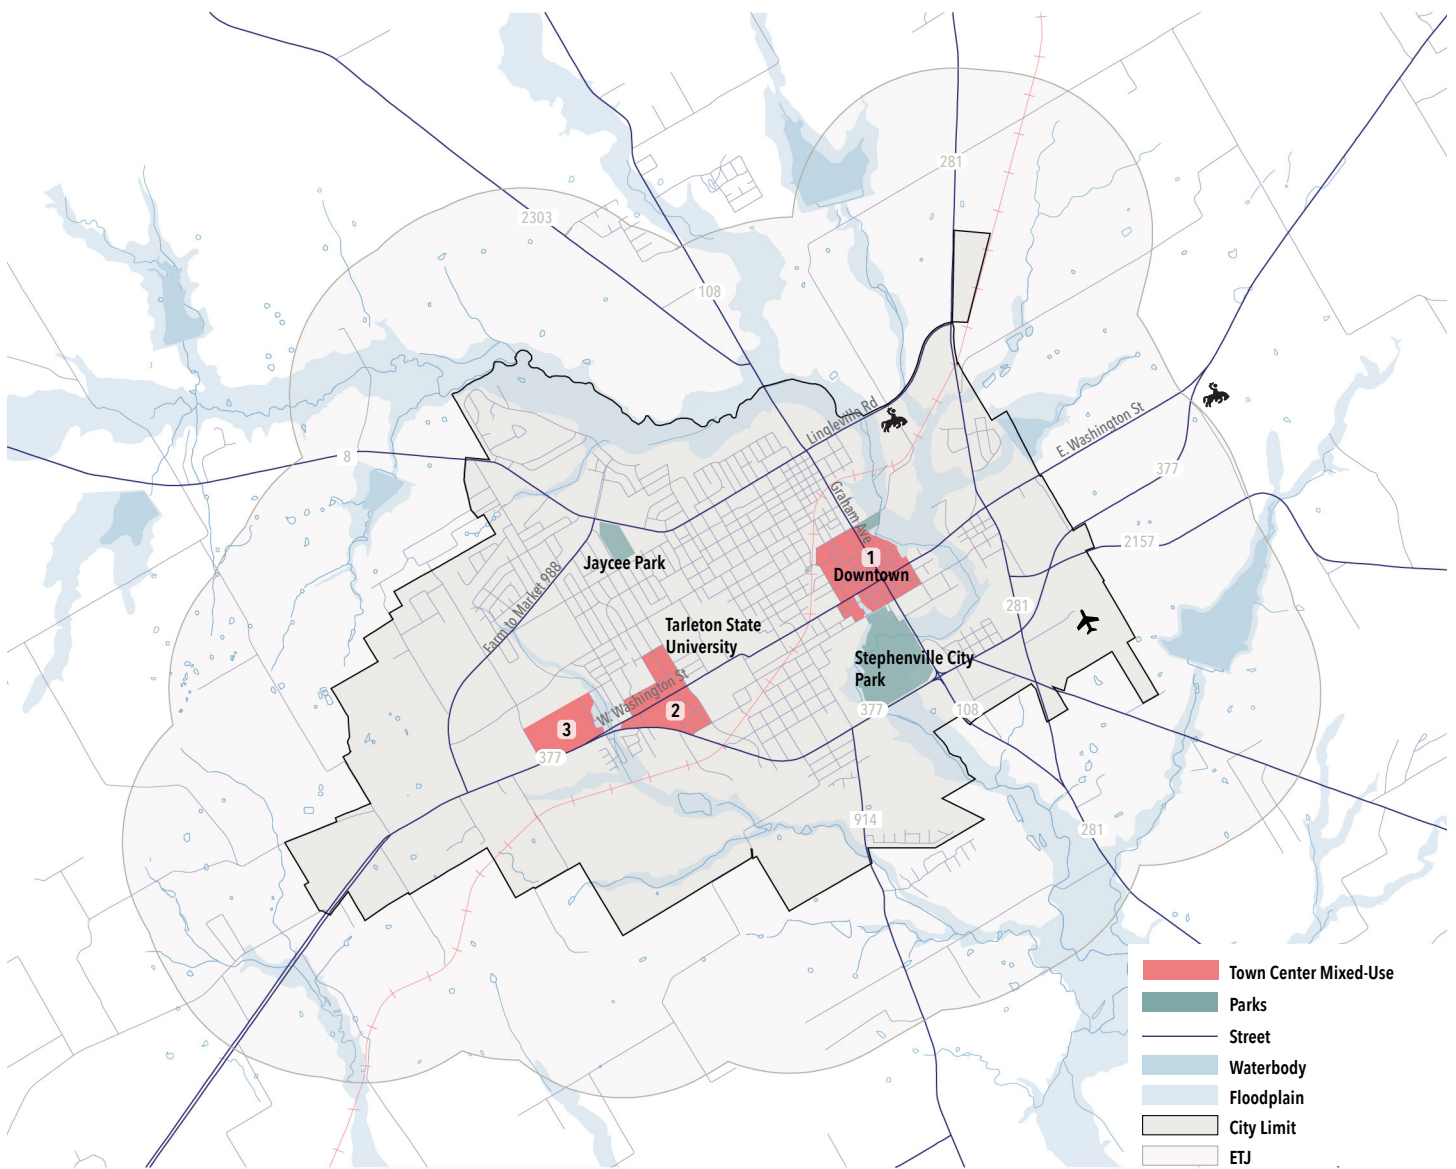 281
2303
108
Lingleville Rd
E. Washington St
8
377
Graham Ave
2157
1
Downtown
Jaycee Park
Farm to Market 988
281
Tarleton State
University
Stephenville City
Park
W. Washington St
2
377
108
3
377
914
281
Town Center Mixed-Use
Parks
Street
Waterbody
Floodplain
City Limit
ETJ